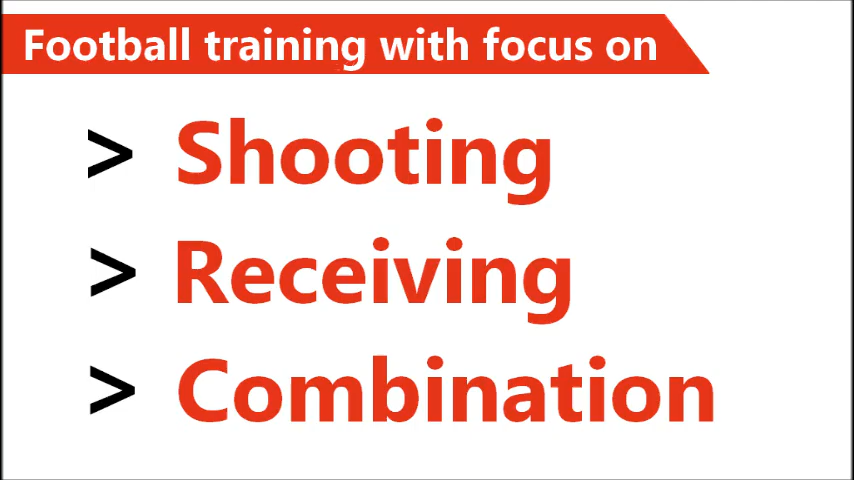 Football training with focus on
> Shooting
> Receiving
> Combination